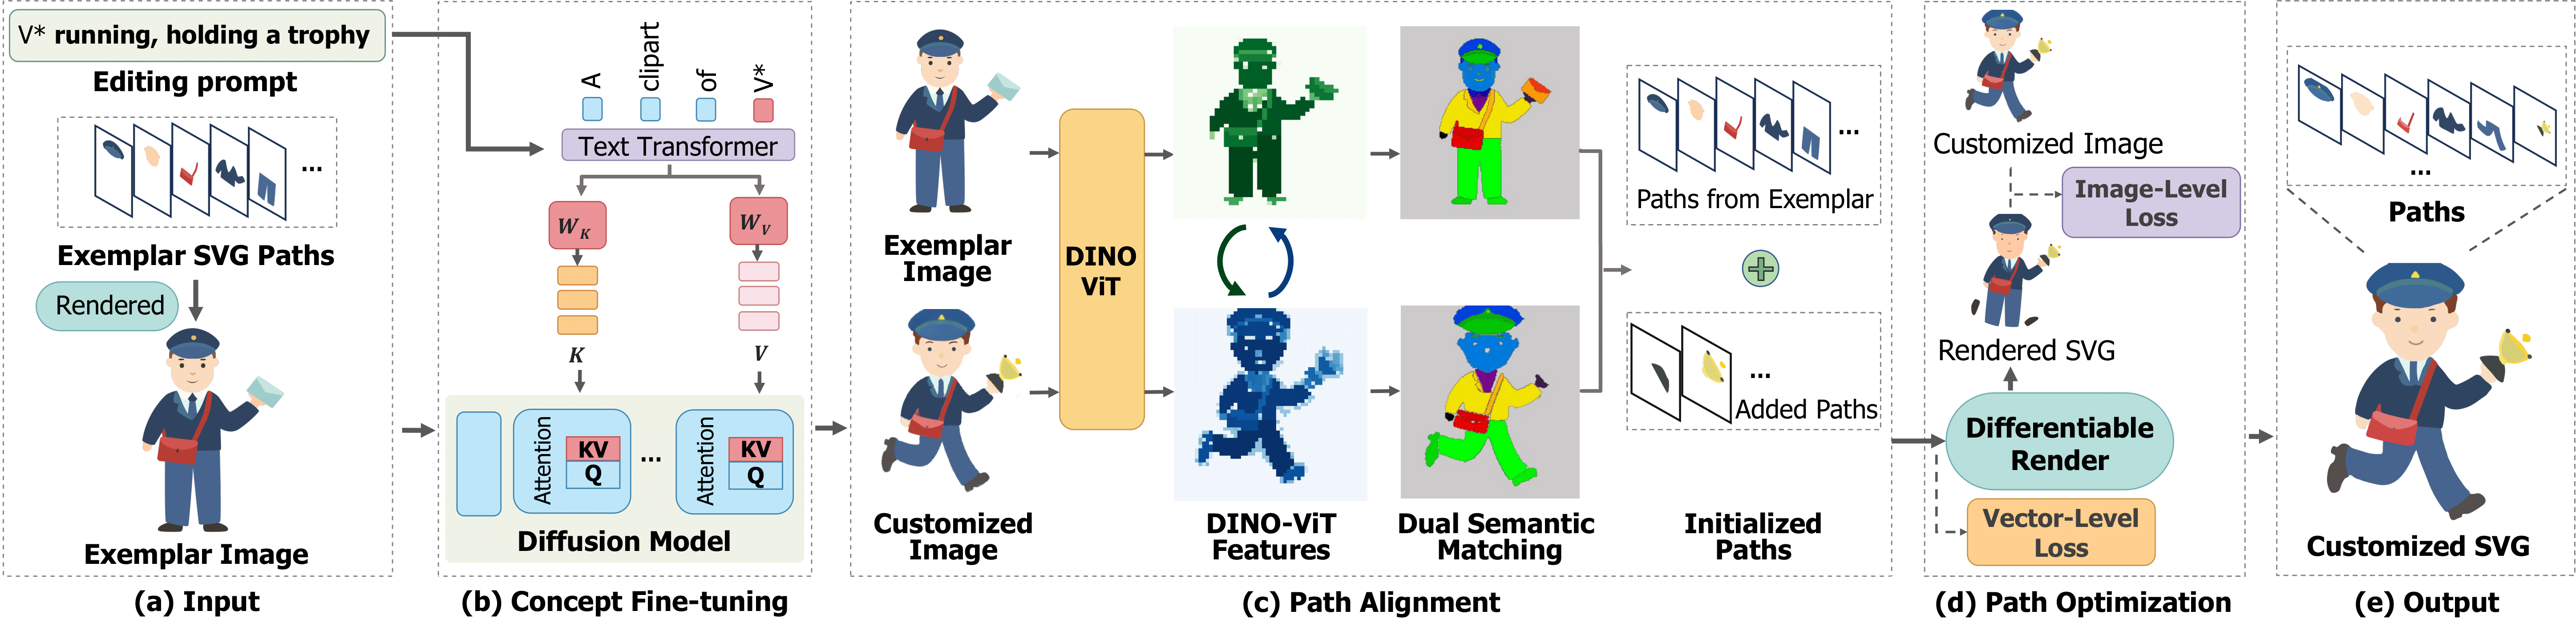 V* running, holding a trophy
Editing prompt
...
Exemplar SVG Paths
Rendered
Exemplar Image
(a) Input
A
clipart
of
V*
Text Transformer
W_K
W_V
K
V
Attention
KV
Q
...
Attention
KV
Q
Diffusion Model
(b) Concept Fine-tuning
Exemplar
Image
Customized
Image
DINO
ViT
DINO-ViT
Features
Dual Semantic
Matching
...
Paths from Exemplar
+
...
Added Paths
Initialized
Paths
(c) Path Alignment
Customized Image
Image-Level
Loss
Rendered SVG
Differentiable
Render
Vector-Level
Loss
(d) Path Optimization
...
Paths
Customized SVG
(e) Output